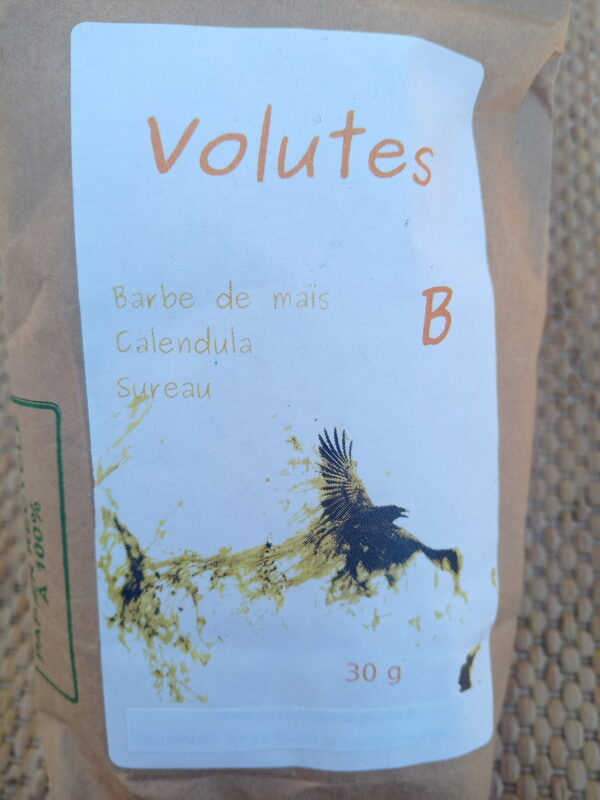 Volutes
Barbe de maïs
B
Calendula
Sureau
À 100%
30 g